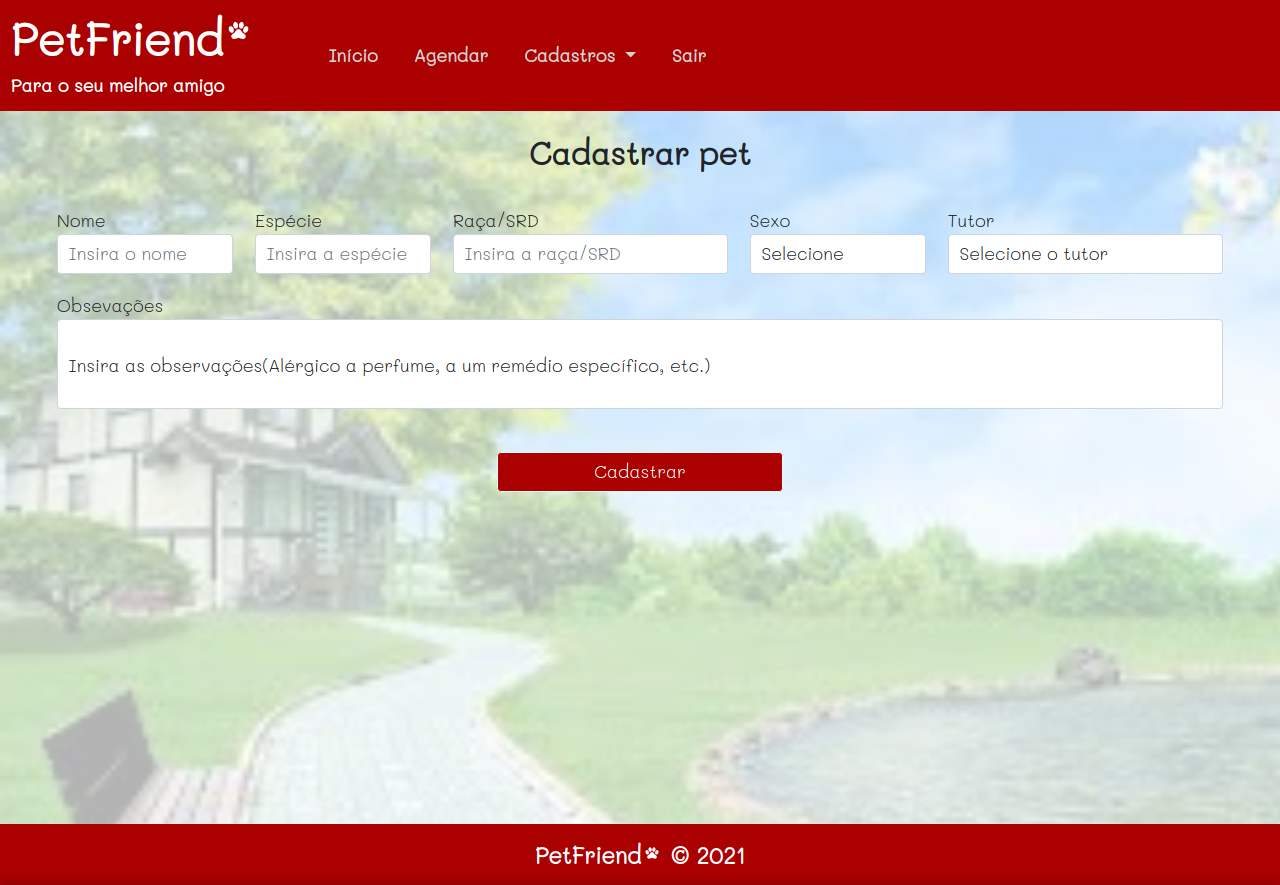 PetFriend
Início Agendar Cadastros Sair
Para o seu melhor amigo
Cadastrar pet
Nome Espécie Raça/SRD Sexo Tutor
Insira o nome Insira a espécie Insira a raça/SRD Selecione Selecione o tutor
Obsevações
Insira as observações(Alérgico a perfume, a um remédio específico, etc.)
Cadastrar
PetFriend © 2021